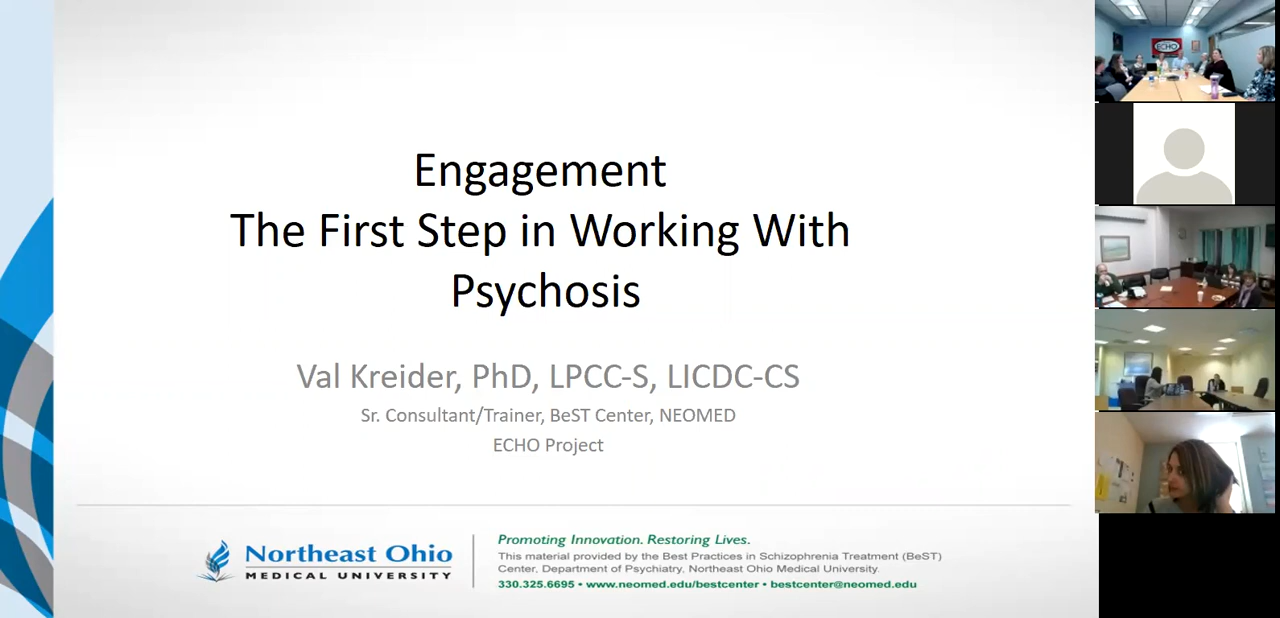 Engagement
The First Step in Working With
Psychosis
Val Kreider, PhD, LPCC-S, LICDC-CS
Sr. Consultant/Trainer, BeST Center, NEOMED
ECHO Project
Northeast Ohio
MEDICAL UNIVERSITY
Promoting Innovation. Restoring Lives.
This material provided by the Best Practices in Schizophrenia Treatment (BeST)
Center, Department of Psychiatry, Northeast Ohio Medical University.
330.325.6695 • www.neomed.edu/bestcenter • bestcenter@neomed.edu
ECHO